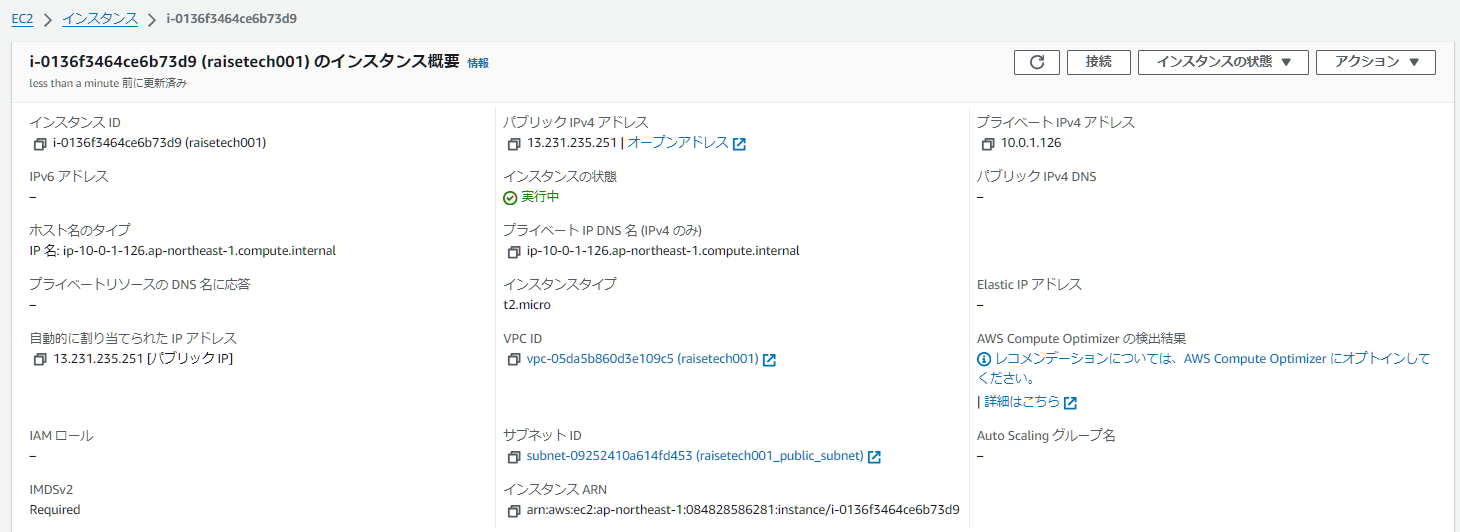 EC2 > インスタンス > i-0136f3464ce6b73d9
i-0136f3464ce6b73d9 (raisetech001) のインスタンス概要 情報
less than a minute 前に更新済み
接続
インスタンスの状態 ▼
アクション ▼
インスタンス ID
i-0136f3464ce6b73d9 (raisetech001)
パブリック IPv4 アドレス
13.231.235.251 | オープンアドレス
プライベート IPv4 アドレス
10.0.1.126
IPv6 アドレス
–
インスタンスの状態
実行中
パブリック IPv4 DNS
–
ホスト名のタイプ
IP 名: ip-10-0-1-126.ap-northeast-1.compute.internal
プライベート IP DNS 名 (IPv4 のみ)
ip-10-0-1-126.ap-northeast-1.compute.internal
プライベートリソースの DNS 名に応答
–
インスタンスタイプ
t2.micro
Elastic IP アドレス
–
自動的に割り当てられた IP アドレス
13.231.235.251 [パブリック IP]
VPC ID
vpc-05da5b860d3e109c5 (raisetech001)
AWS Compute Optimizer の検出結果
レコメンデーションについては、AWS Compute Optimizer にオプトインして
ください。
| 詳細はこちら
IAM ロール
–
サブネット ID
subnet-09252410a614fd453 (raisetech001_public_subnet)
Auto Scaling グループ名
–
IMDSv2
Required
インスタンス ARN
arn:aws:ec2:ap-northeast-1:084828586281:instance/i-0136f3464ce6b73d9